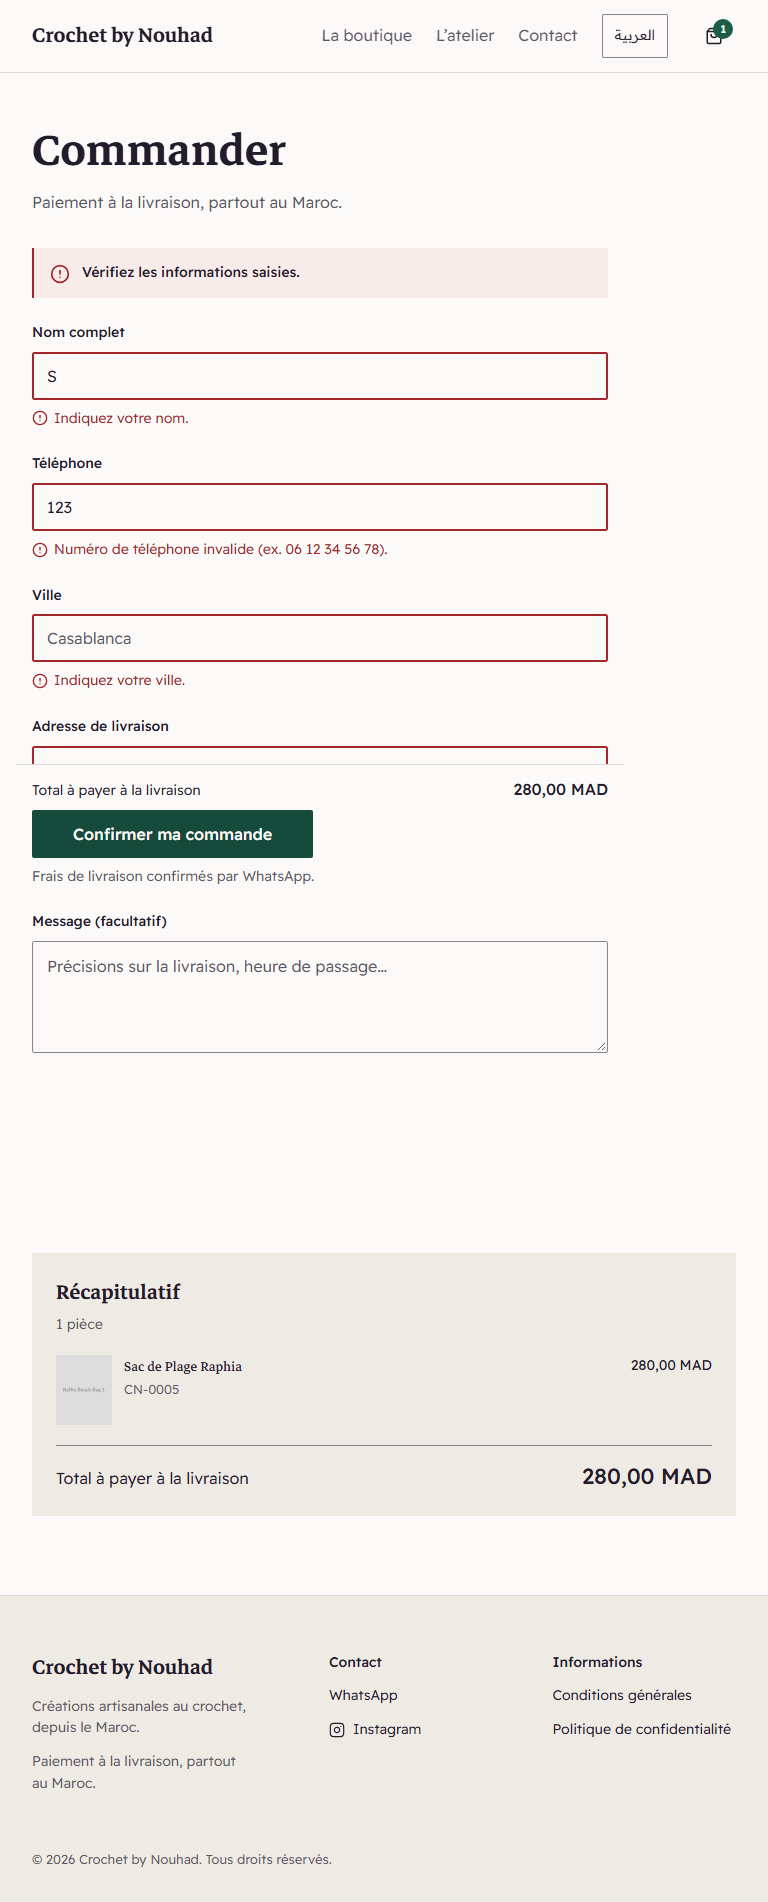 Crochet by Nouhad
La boutique
L’atelier
Contact
العربية
1
Commander
Paiement à la livraison, partout au Maroc.
Vérifiez les informations saisies.
Nom complet
S
Indiquez votre nom.
Téléphone
123
Numéro de téléphone invalide (ex. 06 12 34 56 78).
Ville
Casablanca
Indiquez votre ville.
Adresse de livraison
Total à payer à la livraison 280,00 MAD
Confirmer ma commande
Frais de livraison confirmés par WhatsApp.
Message (facultatif)
Précisions sur la livraison, heure de passage...
Récapitulatif
1 pièce
Raffia Beach Bag 1
Sac de Plage Raphia 280,00 MAD
CN-0005
Total à payer à la livraison 280,00 MAD
Crochet by Nouhad
Créations artisanales au crochet,
depuis le Maroc.
Paiement à la livraison, partout
au Maroc.
Contact
WhatsApp
Instagram
Informations
Conditions générales
Politique de confidentialité
© 2026 Crochet by Nouhad. Tous droits réservés.